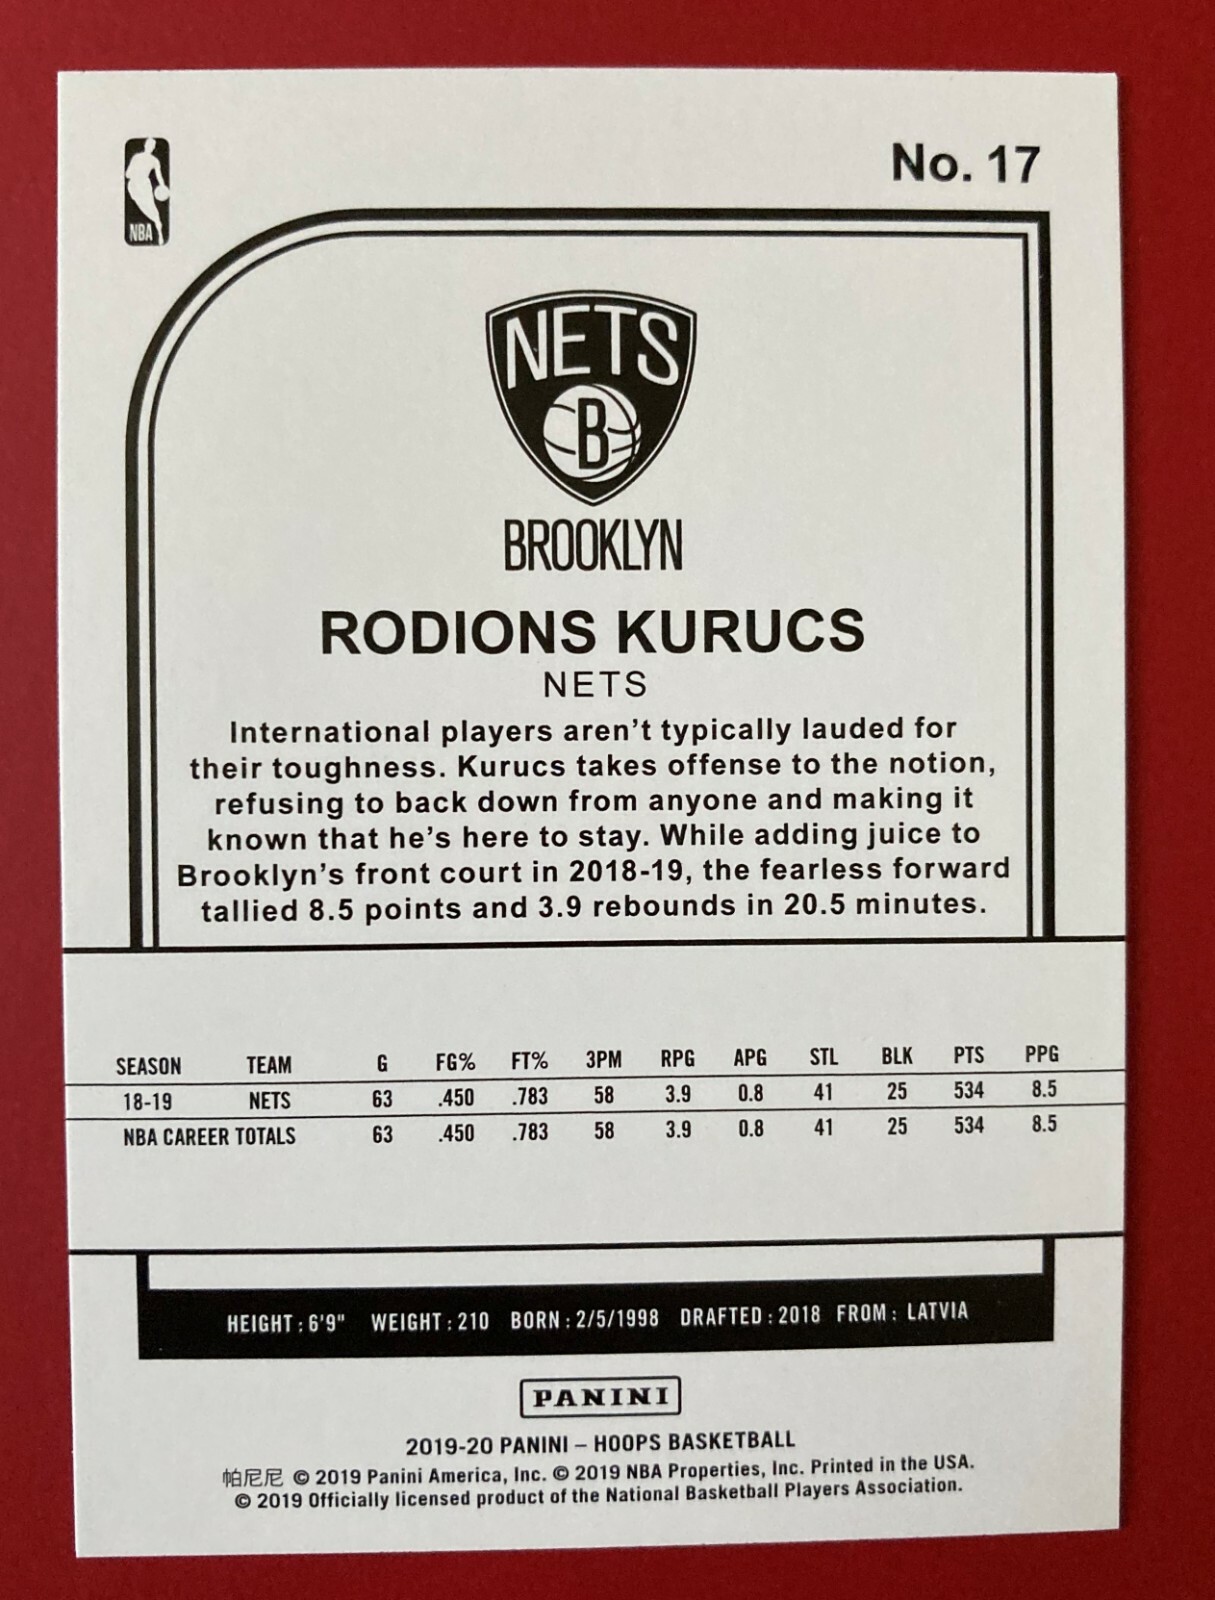 No. 17
NBA
NETS
B
BROOKLYN
RODIONS KURUCS
NETS
International players aren't typically lauded for
their toughness. Kurucs takes offense to the notion,
refusing to back down from anyone and making it
known that he's here to stay. While adding juice to
Brooklyn's front court in 2018-19, the fearless forward
tallied 8.5 points and 3.9 rebounds in 20.5 minutes.
SEASON TEAM G FG% FT% 3PM RPG APG STL BLK PTS PPG
18-19 NETS 63 .450 .783 58 3.9 0.8 41 25 534 8.5
NBA CAREER TOTALS 63 .450 .783 58 3.9 0.8 41 25 534 8.5
HEIGHT: 6'9" WEIGHT: 210 BORN: 2/5/1998 DRAFTED: 2018 FROM: LATVIA
PANINI
2019-20 PANINI – HOOPS BASKETBALL
帕尼尼 © 2019 Panini America, Inc. © 2019 NBA Properties, Inc. Printed in the USA.
© 2019 Officially licensed product of the National Basketball Players Association.